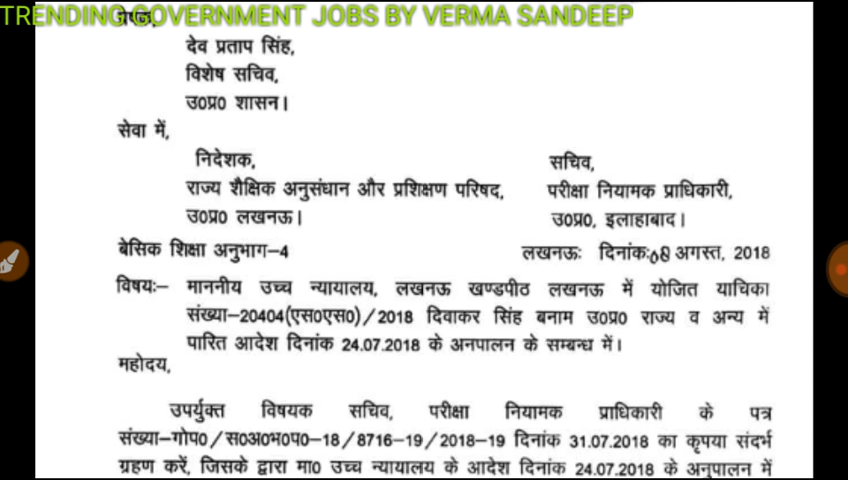 TRENDING GOVERNMENT JOBS BY VERMA SANDEEP
देव प्रताप सिंह,
विशेष सचिव,
उ0प्र0 शासन।
सेवा में,
निदेशक, सचिव,
राज्य शैक्षिक अनुसंधान और प्रशिक्षण परिषद, परीक्षा नियामक प्राधिकारी,
उ0प्र0 लखनऊ। उ0प्र0, इलाहाबाद।
बेसिक शिक्षा अनुभाग-4 लखनऊः दिनांक:08 अगस्त, 2018
विषयः- माननीय उच्च न्यायालय, लखनऊ खण्डपीठ लखनऊ में योजित याचिका
संख्या-20404(एस0एस0)/2018 दिवाकर सिंह बनाम उ0प्र0 राज्य व अन्य में
पारित आदेश दिनांक 24.07.2018 के अनपालन के सम्बन्ध में।
महोदय,
उपर्युक्त विषयक सचिव, परीक्षा नियामक प्राधिकारी के पत्र
संख्या-गोप0/स0अ0भ0प0-18/8716-19/2018-19 दिनांक 31.07.2018 का कृपया संदर्भ
ग्रहण करें, जिसके द्वारा मा0 उच्च न्यायालय के आदेश दिनांक 24.07.2018 के अनुपालन में